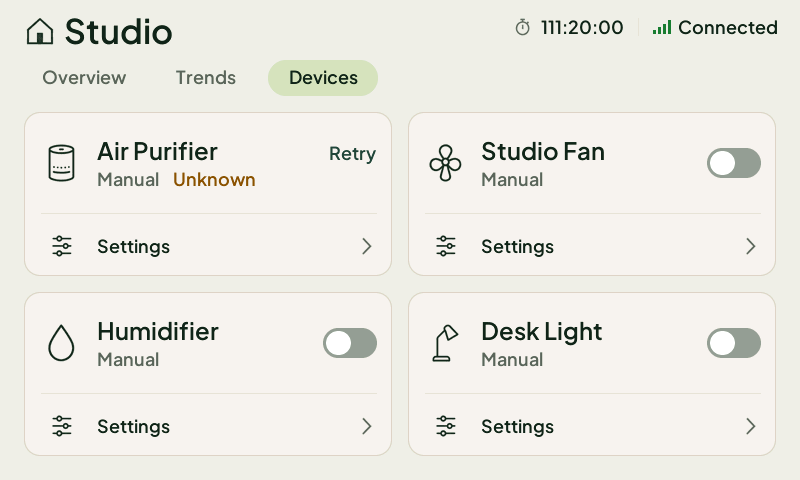 Studio
111:20:00 Connected
Overview Trends Devices
Air Purifier
Manual Unknown
Retry
Settings
Studio Fan
Manual
Settings
Humidifier
Manual
Settings
Desk Light
Manual
Settings